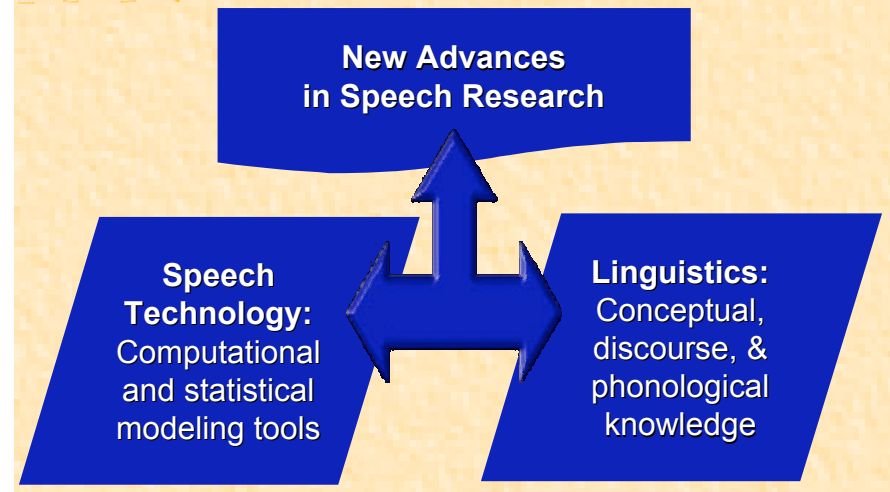 New Advances
in Speech Research
Speech
Technology:
Computational
and statistical
modeling tools
Linguistics:
Conceptual,
discourse, &
phonological
knowledge